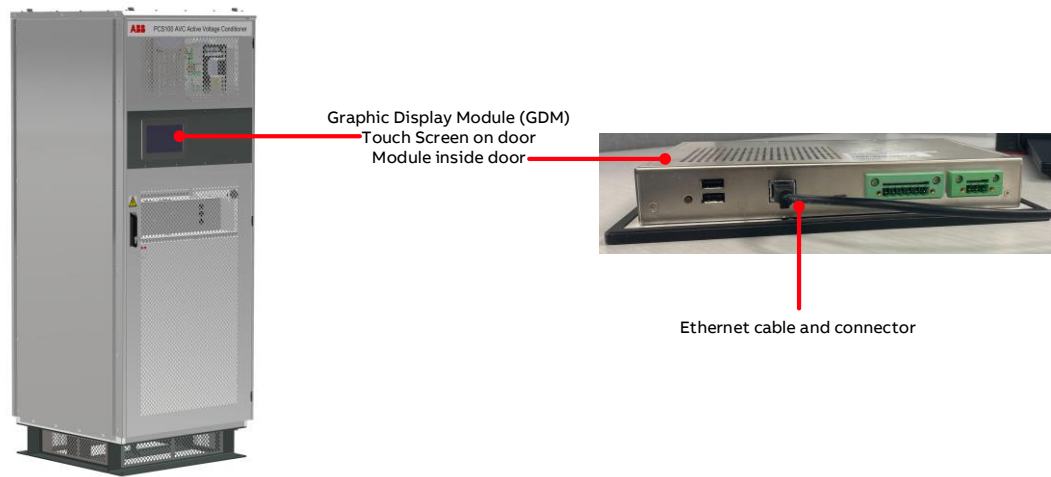 ABB PCS100 AVC Active Voltage Conditioner
Graphic Display Module (GDM)
Touch Screen on door
Module inside door
Ethernet cable and connector